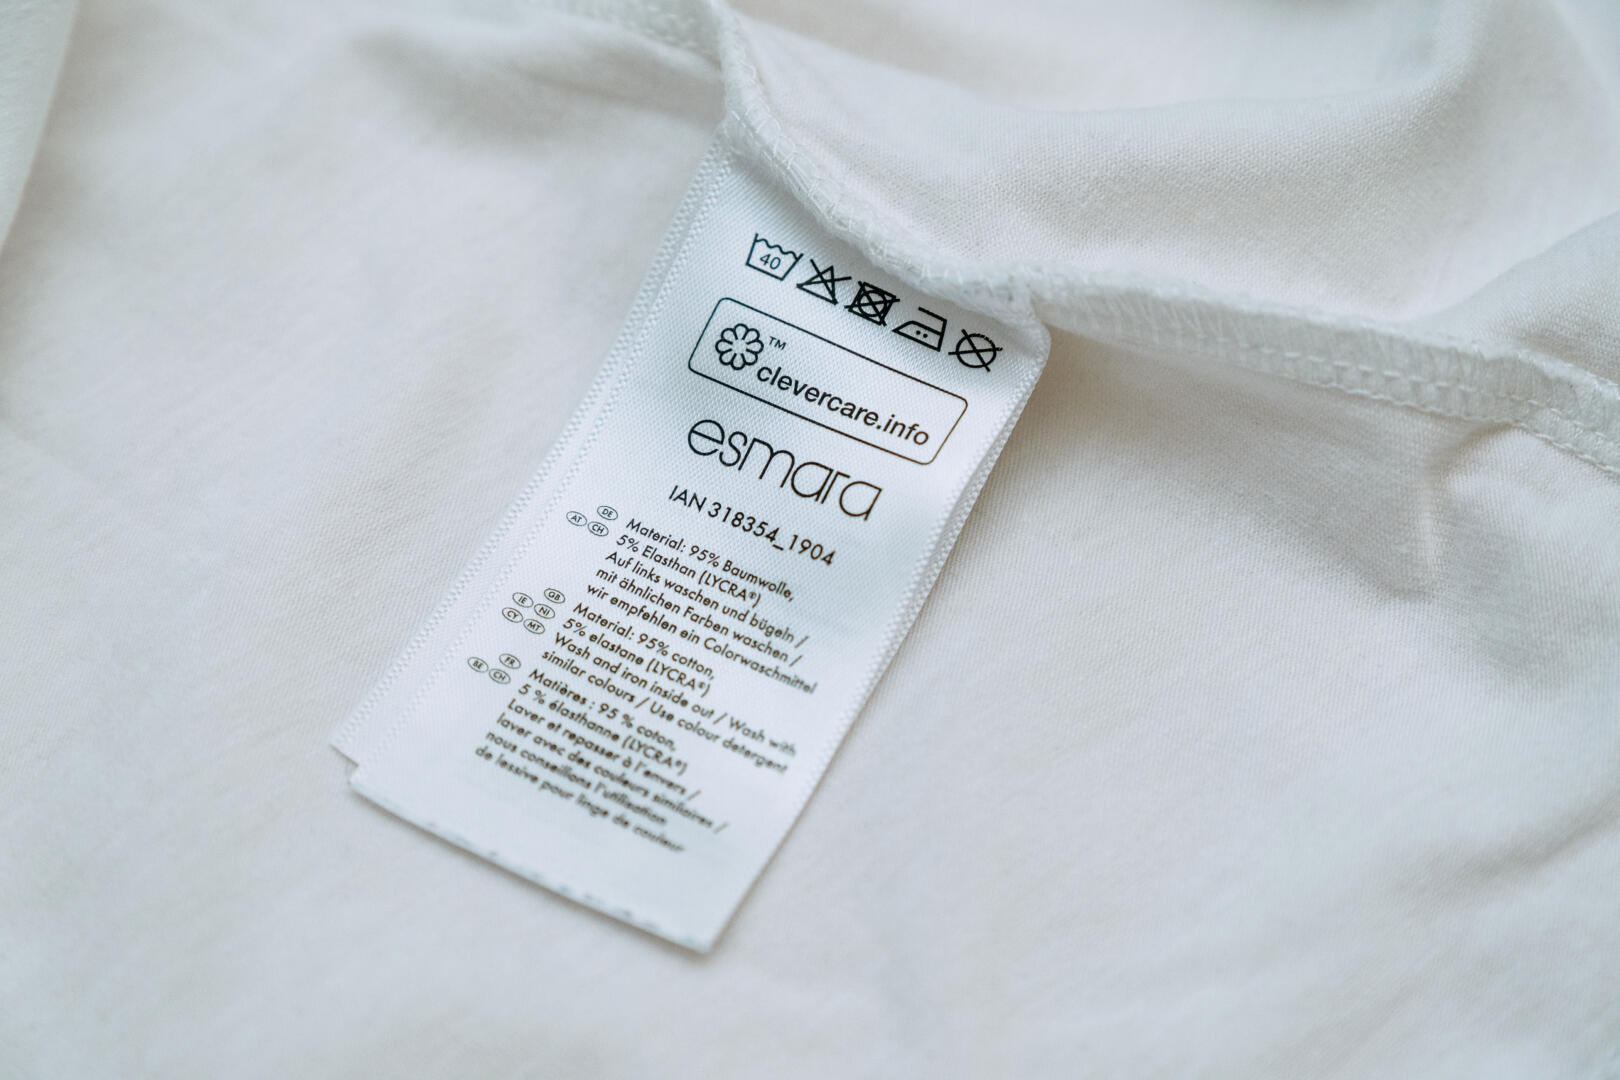 40
™
clevercare.info
esmara
IAN 318354_1904
DE
AT CH
Material: 95% Baumwolle,
5% Elasthan (LYCRA®)
Auf links waschen und bügeln /
mit ähnlichen Farben waschen /
wir empfehlen ein Colorwaschmittel
GB
IE NI
CY MT
Material: 95% cotton,
5% elastane (LYCRA®)
Wash and iron inside out / Wash with
similar colours / Use colour detergent
FR
BE CH
Matières : 95 % coton,
5 % élasthanne (LYCRA®)
Laver et repasser à l'envers /
laver avec des couleurs similaires /
nous conseillons l'utilisation
de lessive pour linge de couleur